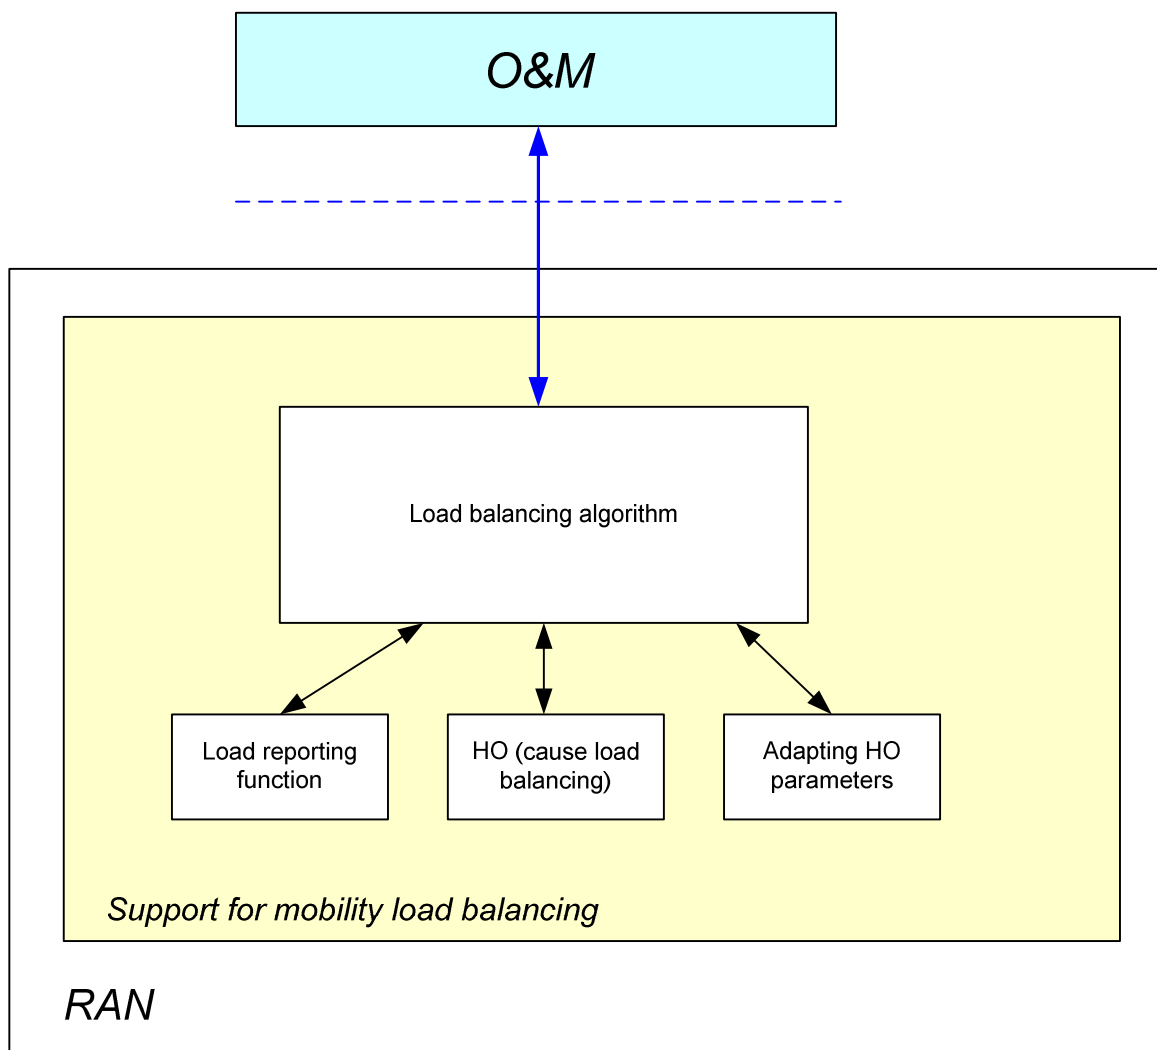 O&M
Load balancing algorithm
Load reporting
function
HO (cause load
balancing)
Adapting HO
parameters
Support for mobility load balancing
RAN